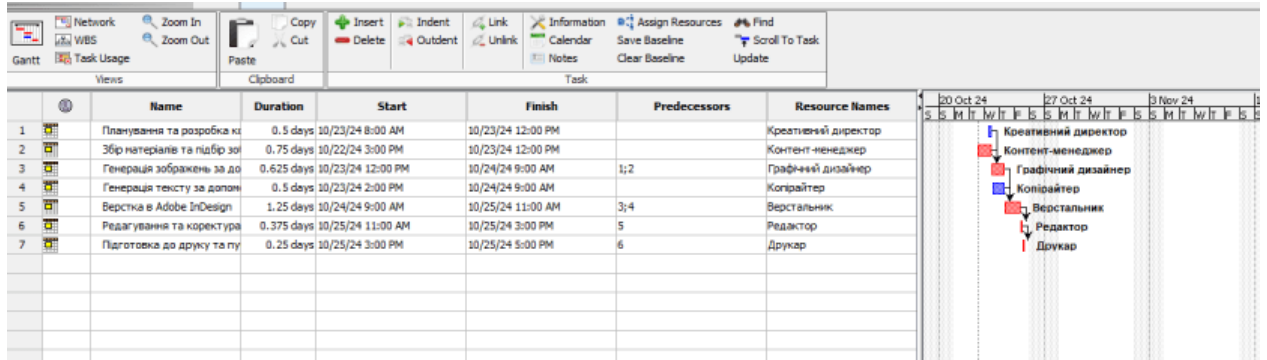 Network Zoom In Copy Insert Indent Link Information Assign Resources Find
WBS Zoom Out Cut Delete Outdent Unlink Calendar Save Baseline Scroll To Task
Gantt Task Usage Paste Notes Clear Baseline Update
Views Clipboard Task
Name Duration Start Finish Predecessors Resource Names
20 Oct 24 27 Oct 24 3 Nov 24
S S M T W T F S S M T W T F S S M T W T F S S
1 Планування та розробка 0.5 days 10/23/24 8:00 AM 10/23/24 12:00 PM Креативний директор Креативний директор
2 Збір матеріалів та підбір 0.75 days 10/22/24 3:00 PM 10/23/24 12:00 PM Контент-менеджер Контент-менеджер
3 Генерація зображень за 0.625 days 10/23/24 12:00 PM 10/24/24 9:00 AM 1;2 Графічний дизайнер Графічний дизайнер
4 Генерація тексту за 0.5 days 10/23/24 2:00 PM 10/24/24 9:00 AM Копірайтер Копірайтер
5 Верстка в Adobe InDesign 1.25 days 10/24/24 9:00 AM 10/25/24 11:00 AM 3;4 Верстальник Верстальник
6 Редагування та коректура 0.375 days 10/25/24 11:00 AM 10/25/24 3:00 PM 5 Редактор Редактор
7 Підготовка до друку та 0.25 days 10/25/24 3:00 PM 10/25/24 5:00 PM 6 Друкар Друкар